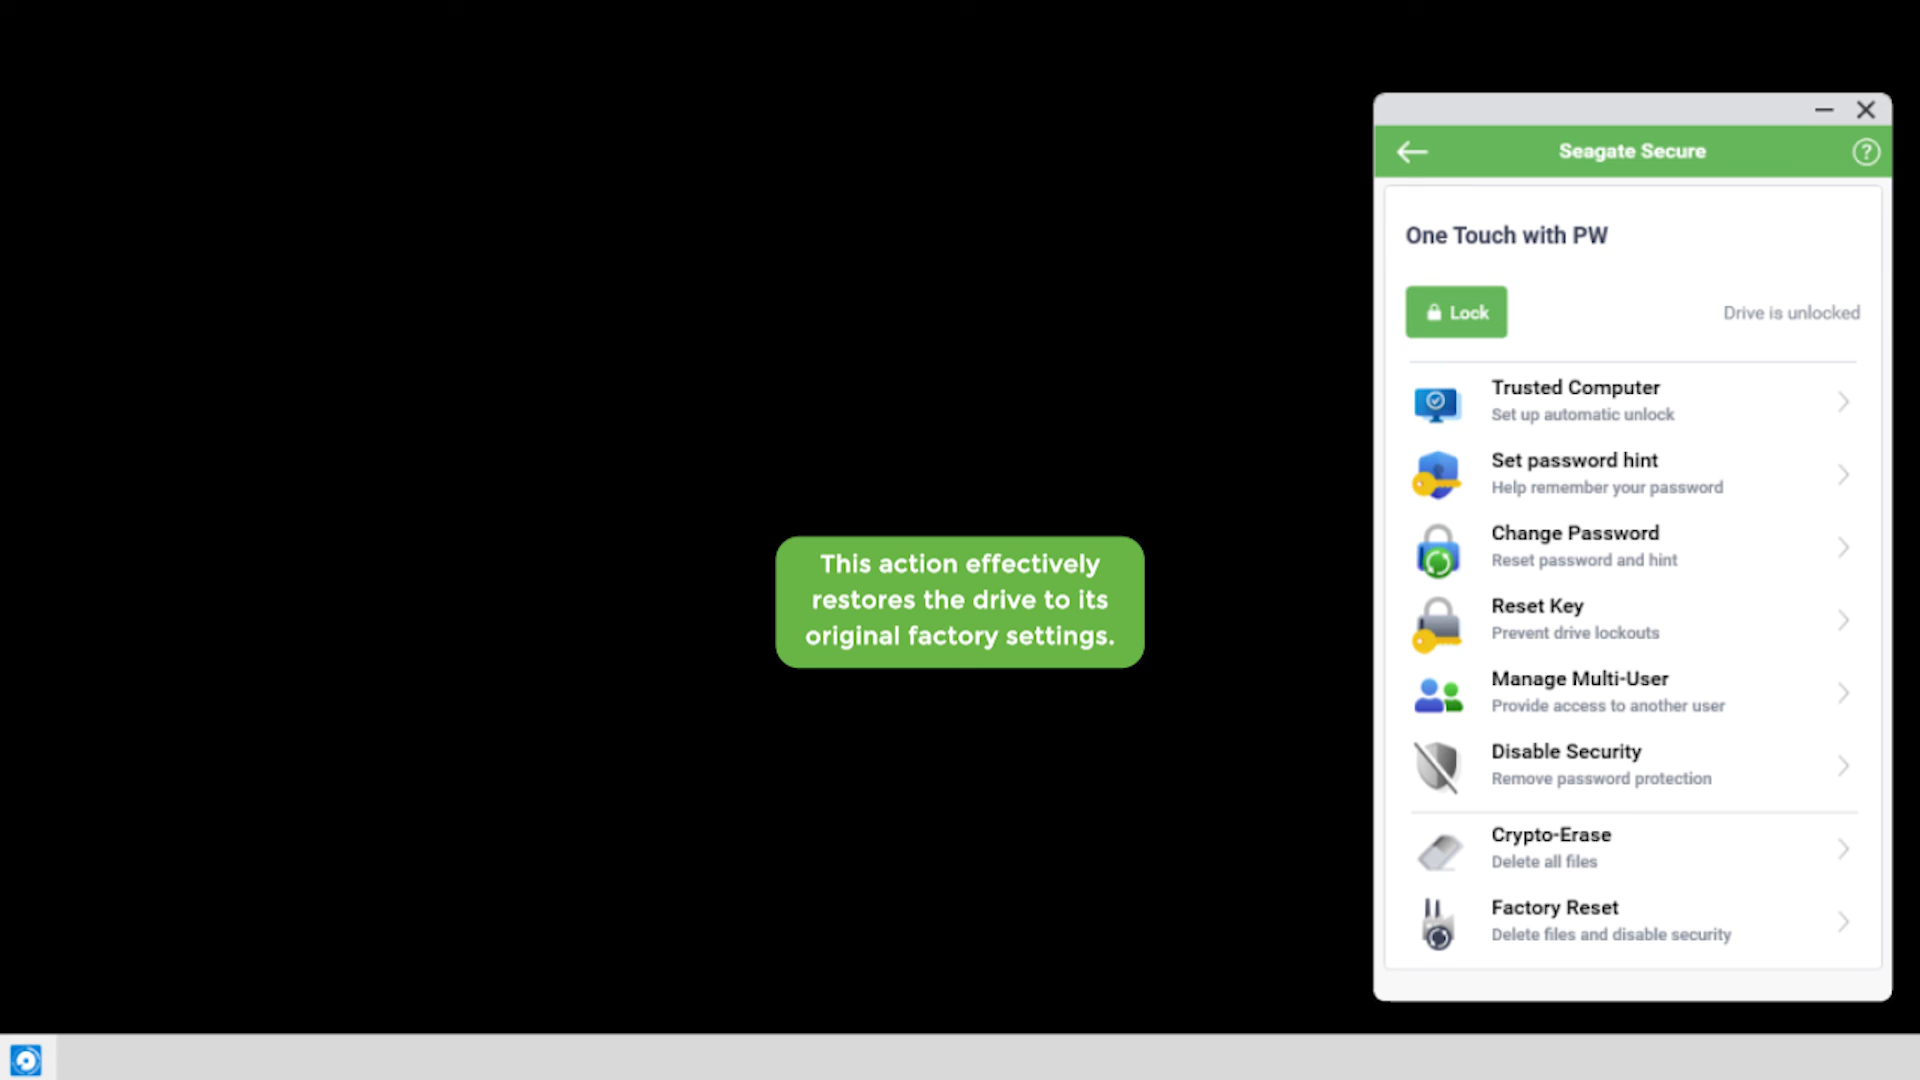 Seagate Secure
?
One Touch with PW
Lock
Drive is unlocked
Trusted Computer
Set up automatic unlock
Set password hint
Help remember your password
Change Password
Reset password and hint
Reset Key
Prevent drive lockouts
Manage Multi-User
Provide access to another user
Disable Security
Remove password protection
Crypto-Erase
Delete all files
Factory Reset
Delete files and disable security
This action effectively
restores the drive to its
original factory settings.